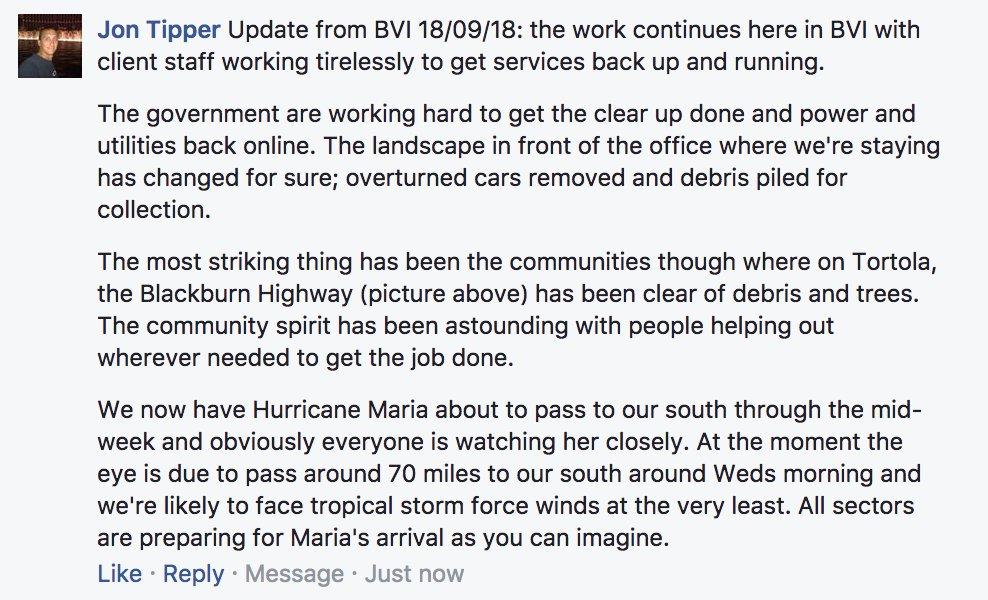 Jon Tipper Update from BVI 18/09/18: the work continues here in BVI with
client staff working tirelessly to get services back up and running.
The government are working hard to get the clear up done and power and
utilities back online. The landscape in front of the office where we're staying
has changed for sure; overturned cars removed and debris piled for
collection.
The most striking thing has been the communities though where on Tortola,
the Blackburn Highway (picture above) has been clear of debris and trees.
The community spirit has been astounding with people helping out
wherever needed to get the job done.
We now have Hurricane Maria about to pass to our south through the mid-
week and obviously everyone is watching her closely. At the moment the
eye is due to pass around 70 miles to our south around Weds morning and
we're likely to face tropical storm force winds at the very least. All sectors
are preparing for Maria's arrival as you can imagine.
Like · Reply · Message · Just now